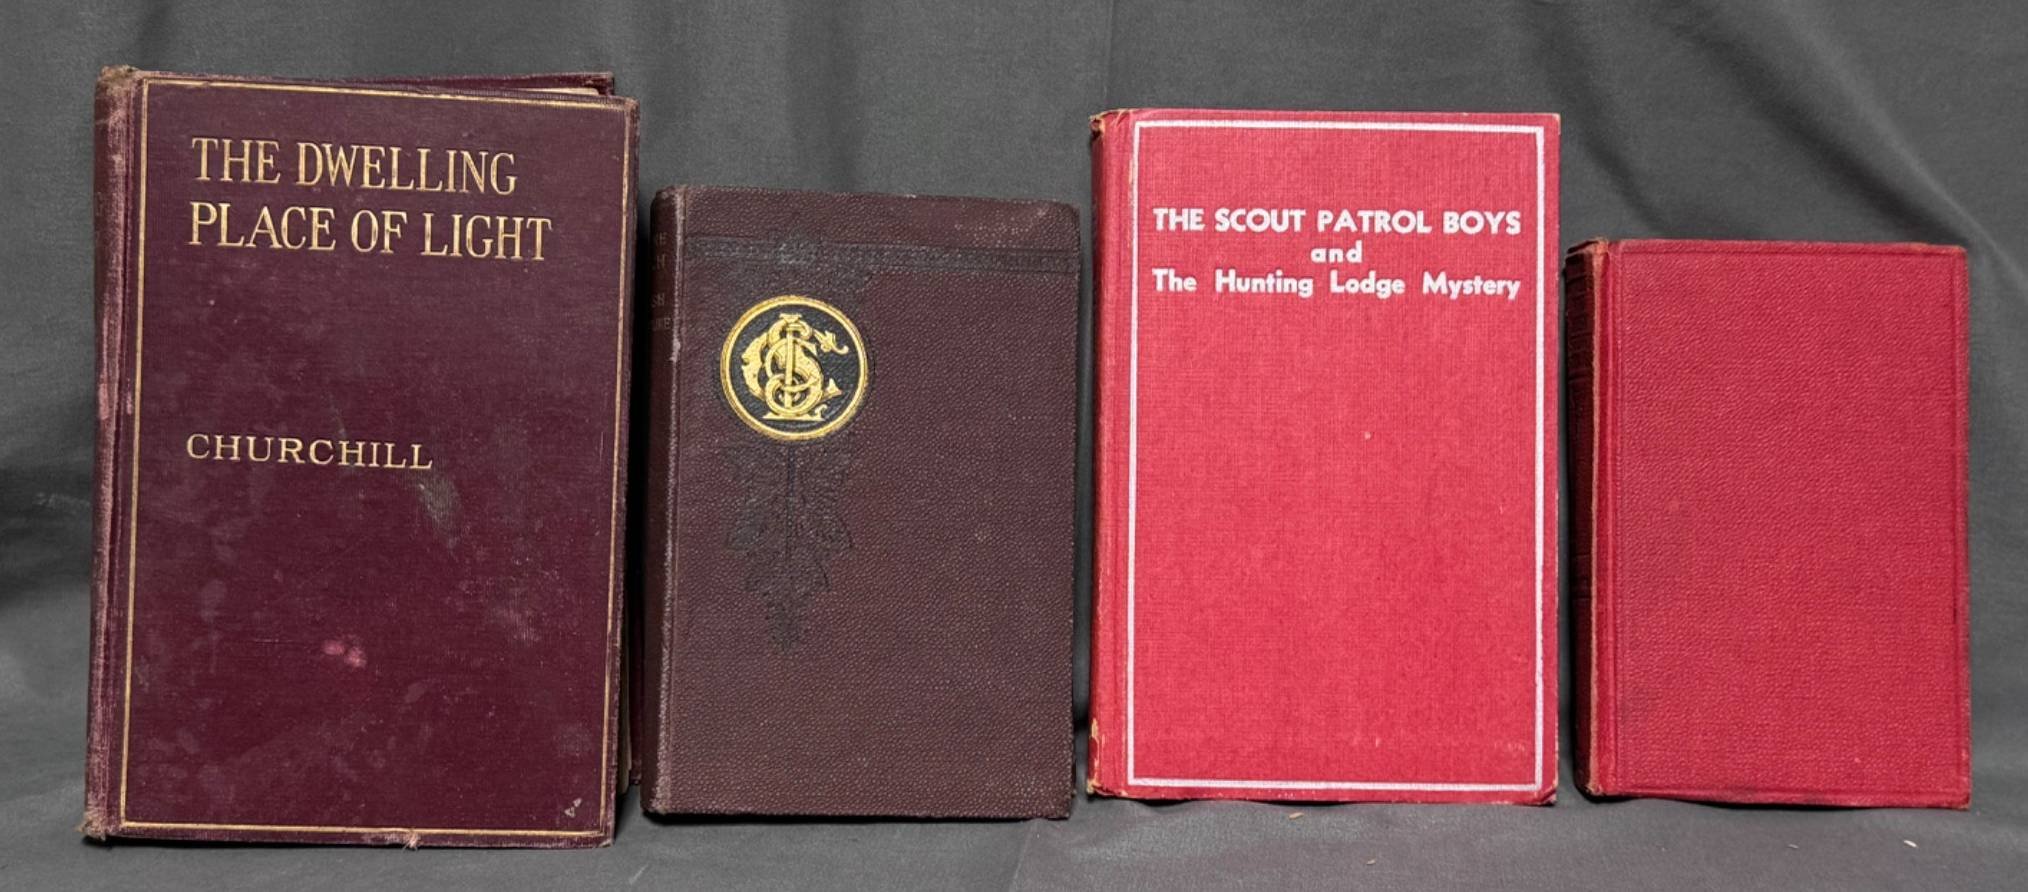 THE DWELLING
PLACE OF LIGHT
CHURCHILL
THE SCOUT PATROL BOYS
and
The Hunting Lodge Mystery